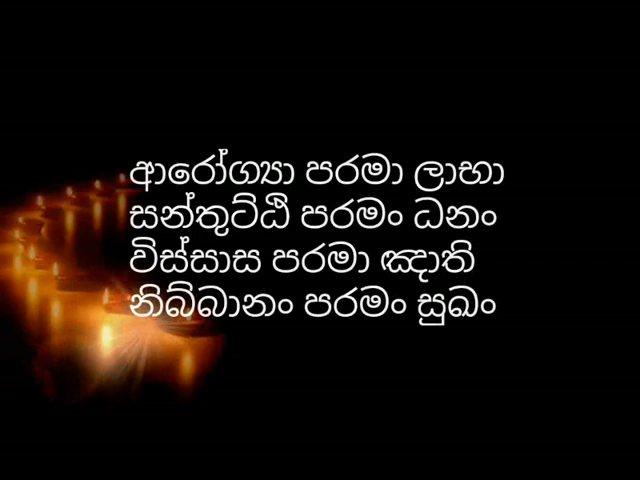 ආරෝග්‍යා පරමා ලාභා
සන්තුට්ඨි පරමං ධනං
විස්සාස පරමා ඤාති
නිබ්බානං පරමං සුඛං